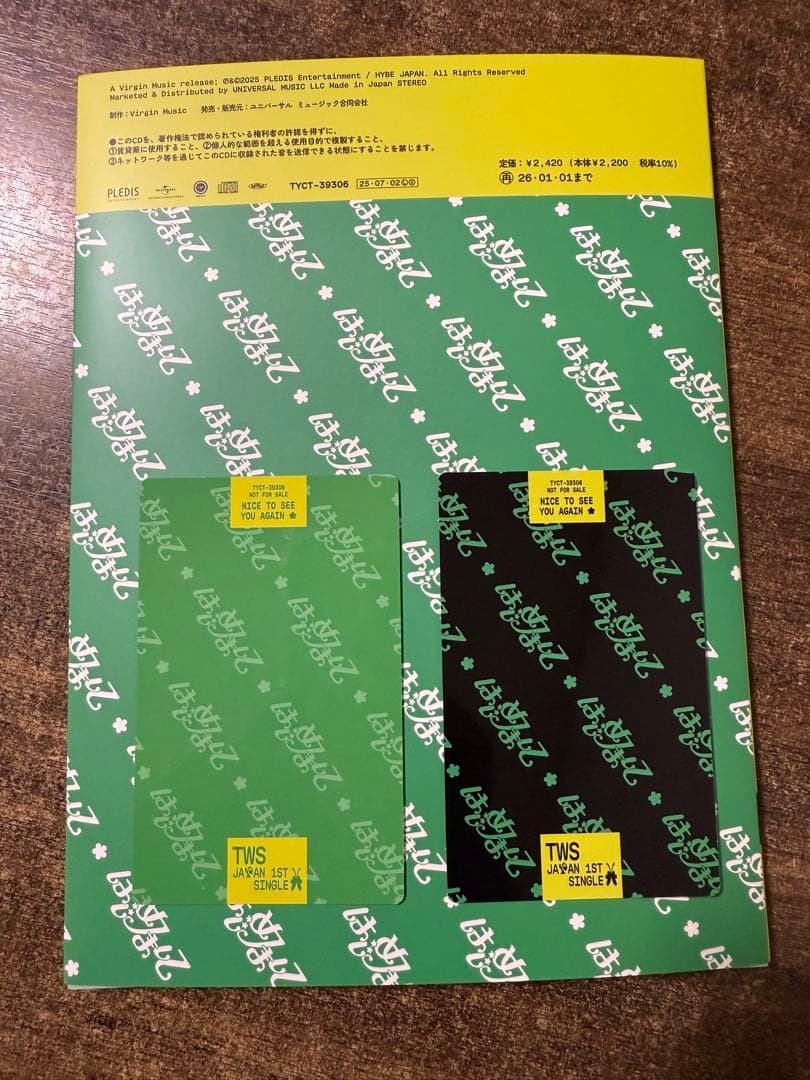 A Virgin Music release; ℗&©2025 PLEDIS Entertainment / HYBE JAPAN. All Rights Reserved
Marketed & Distributed by UNIVERSAL MUSIC LLC Made in Japan STEREO
制作：Virgin Music 発売・販売元：ユニバーサル ミュージック合同会社
●このCDを、著作権法で認められている権利者の許諾を得ずに、
①賃貸業に使用すること、②個人的な範囲を超える使用目的で複製すること、
③ネットワーク等を通じてこのCDに収録された音を送信できる状態にすることを禁じます。
定価：¥2,420 (本体¥2,200 税率10%)
再 26・01・01まで
PLEDIS
ENTERTAINMENT
TYCT-39306
25・07・02
はじめまして
TYCT-39306
NOT FOR SALE
NICE TO SEE
YOU AGAIN
TWS
JAPAN 1ST
SINGLE
TYCT-39306
NOT FOR SALE
NICE TO SEE
YOU AGAIN
TWS
JAPAN 1ST
SINGLE